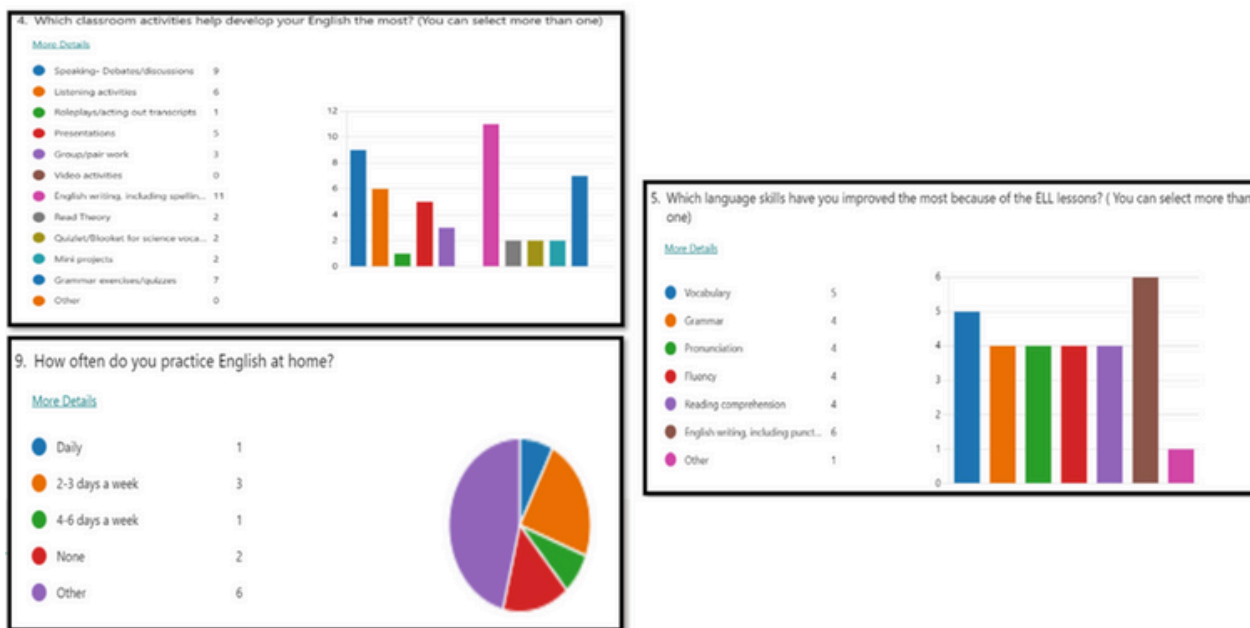 4. Which classroom activities help develop your English the most? (You can select more than one)
More Details
Speaking- Debates/discussions 9
Listening activities 6
Roleplays/acting out transcripts 1
Presentations 5
Group/pair work 3
Video activities 0
English writing, including spellin... 11
Read Theory 2
Quizlet/Blooket for science voca... 2
Mini projects 2
Grammar exercises/quizzes 7
Other 0
12
10
8
6
4
2
0
9. How often do you practice English at home?
More Details
Daily 1
2-3 days a week 3
4-6 days a week 1
None 2
Other 6
5. Which language skills have you improved the most because of the ELL lessons? ( You can select more than
one)
More Details
Vocabulary 5
Grammar 4
Pronunciation 4
Fluency 4
Reading comprehension 4
English writing, including punct... 6
Other 1
6
5
4
3
2
1
0